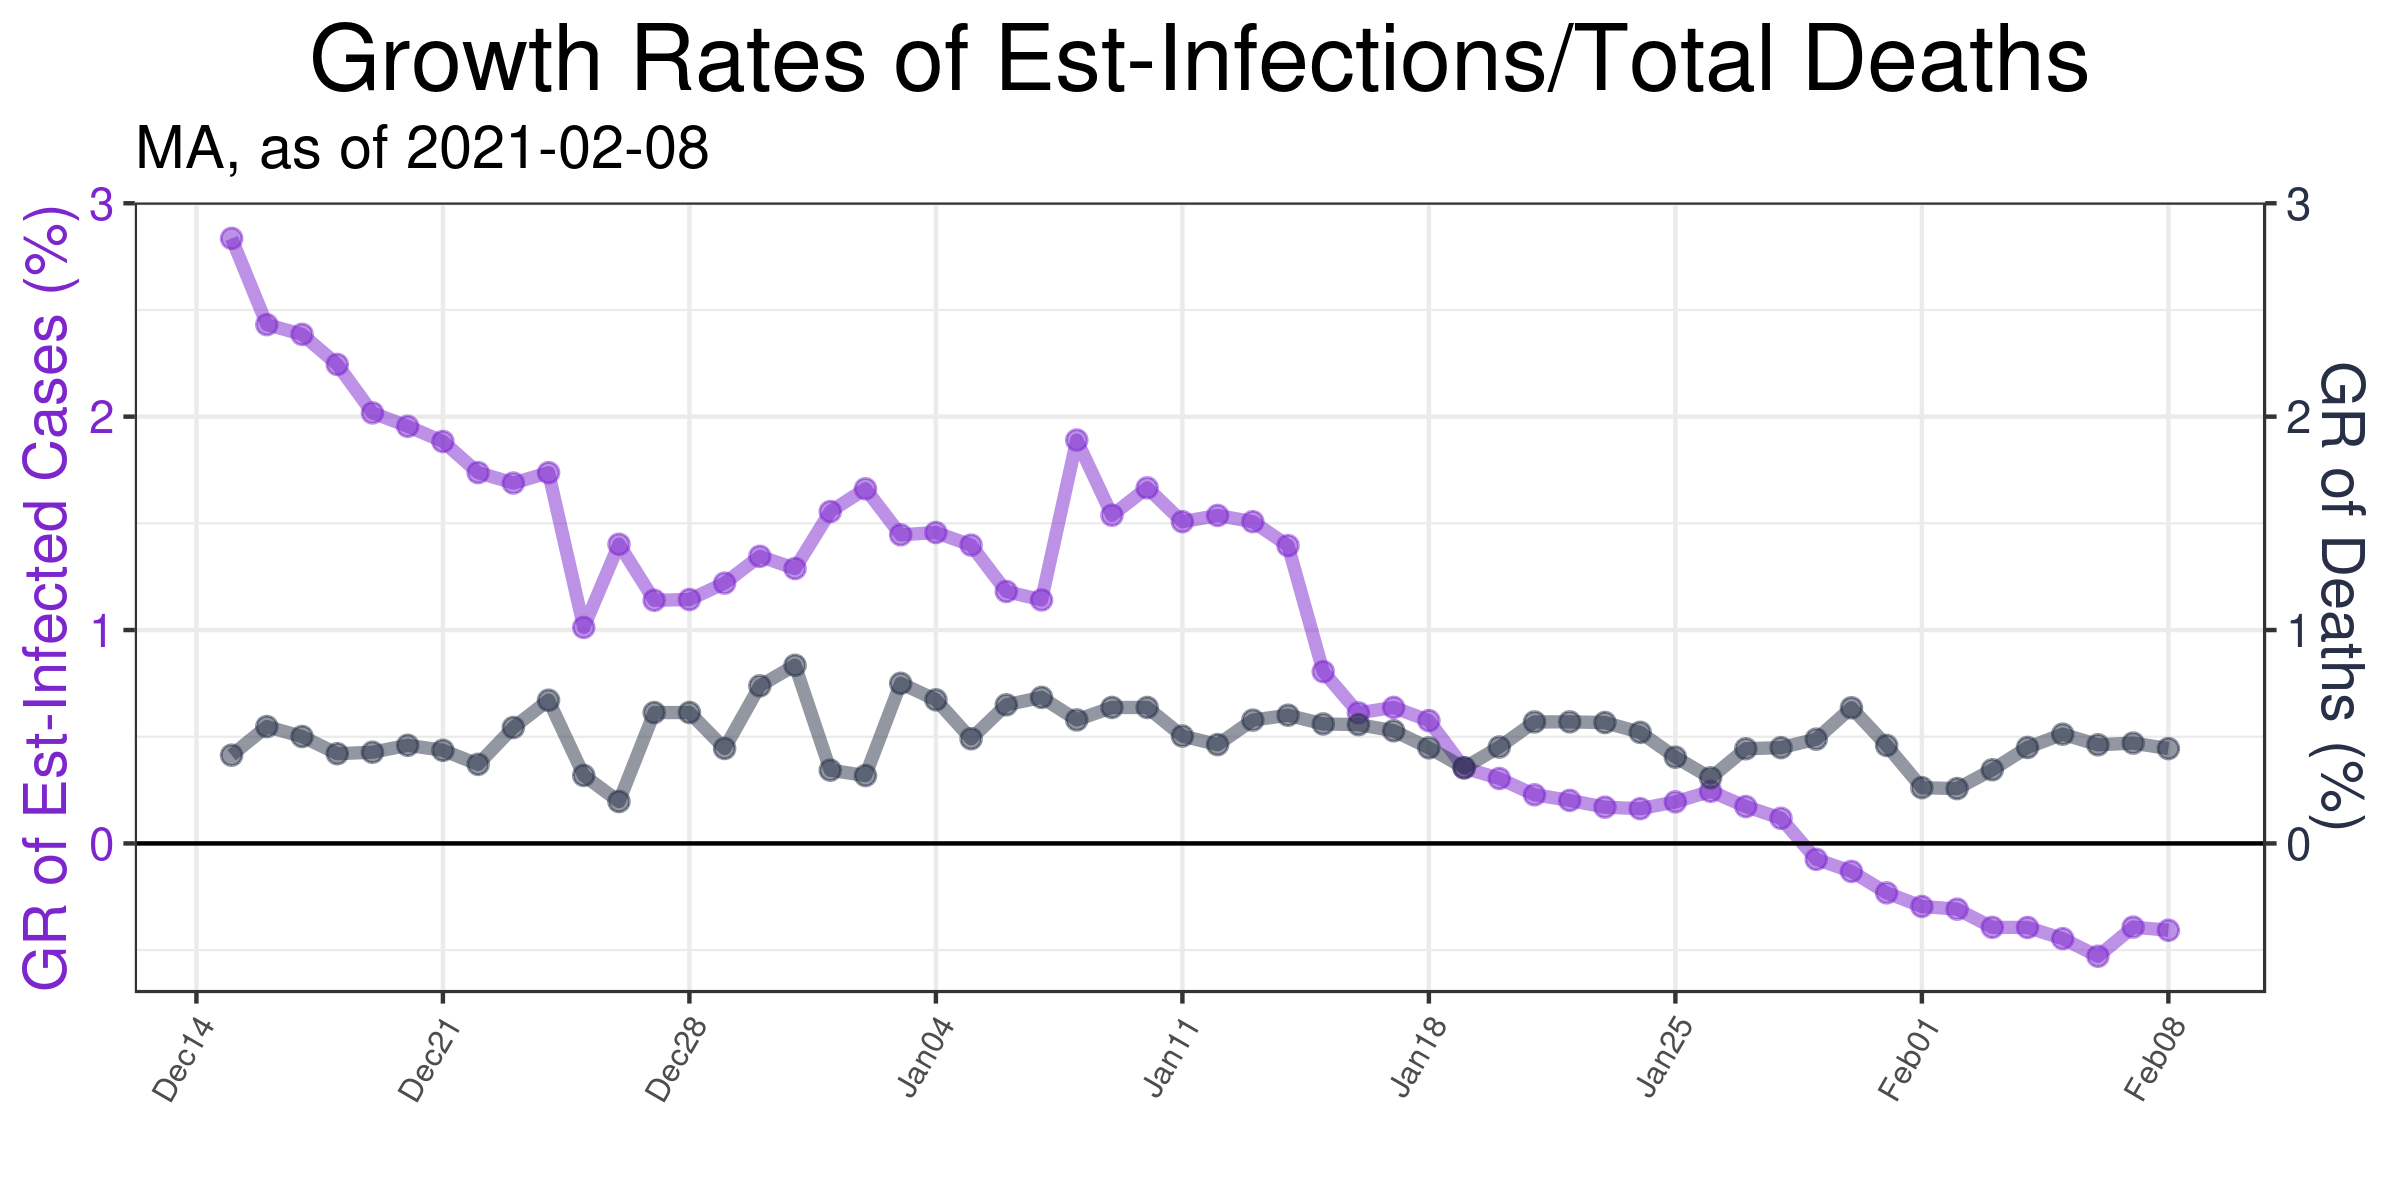 Growth Rates of Est-Infections/Total Deaths
MA, as of 2021-02-08
GR of Est-Infected Cases (%)
3
2
1
0
3
2
1
0
GR of Deaths (%)
Dec14
Dec21
Dec28
Jan04
Jan11
Jan18
Jan25
Feb01
Feb08